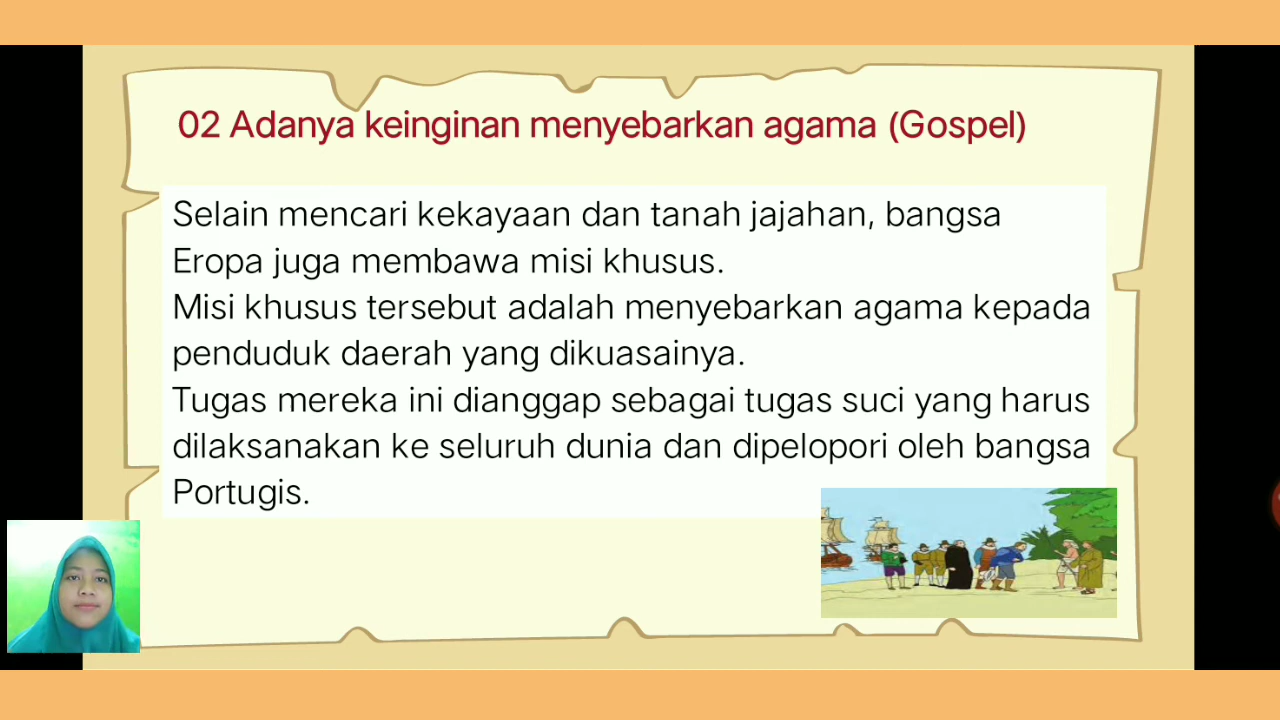 02 Adanya keinginan menyebarkan agama (Gospel)
Selain mencari kekayaan dan tanah jajahan, bangsa
Eropa juga membawa misi khusus.
Misi khusus tersebut adalah menyebarkan agama kepada
penduduk daerah yang dikuasainya.
Tugas mereka ini dianggap sebagai tugas suci yang harus
dilaksanakan ke seluruh dunia dan dipelopori oleh bangsa
Portugis.